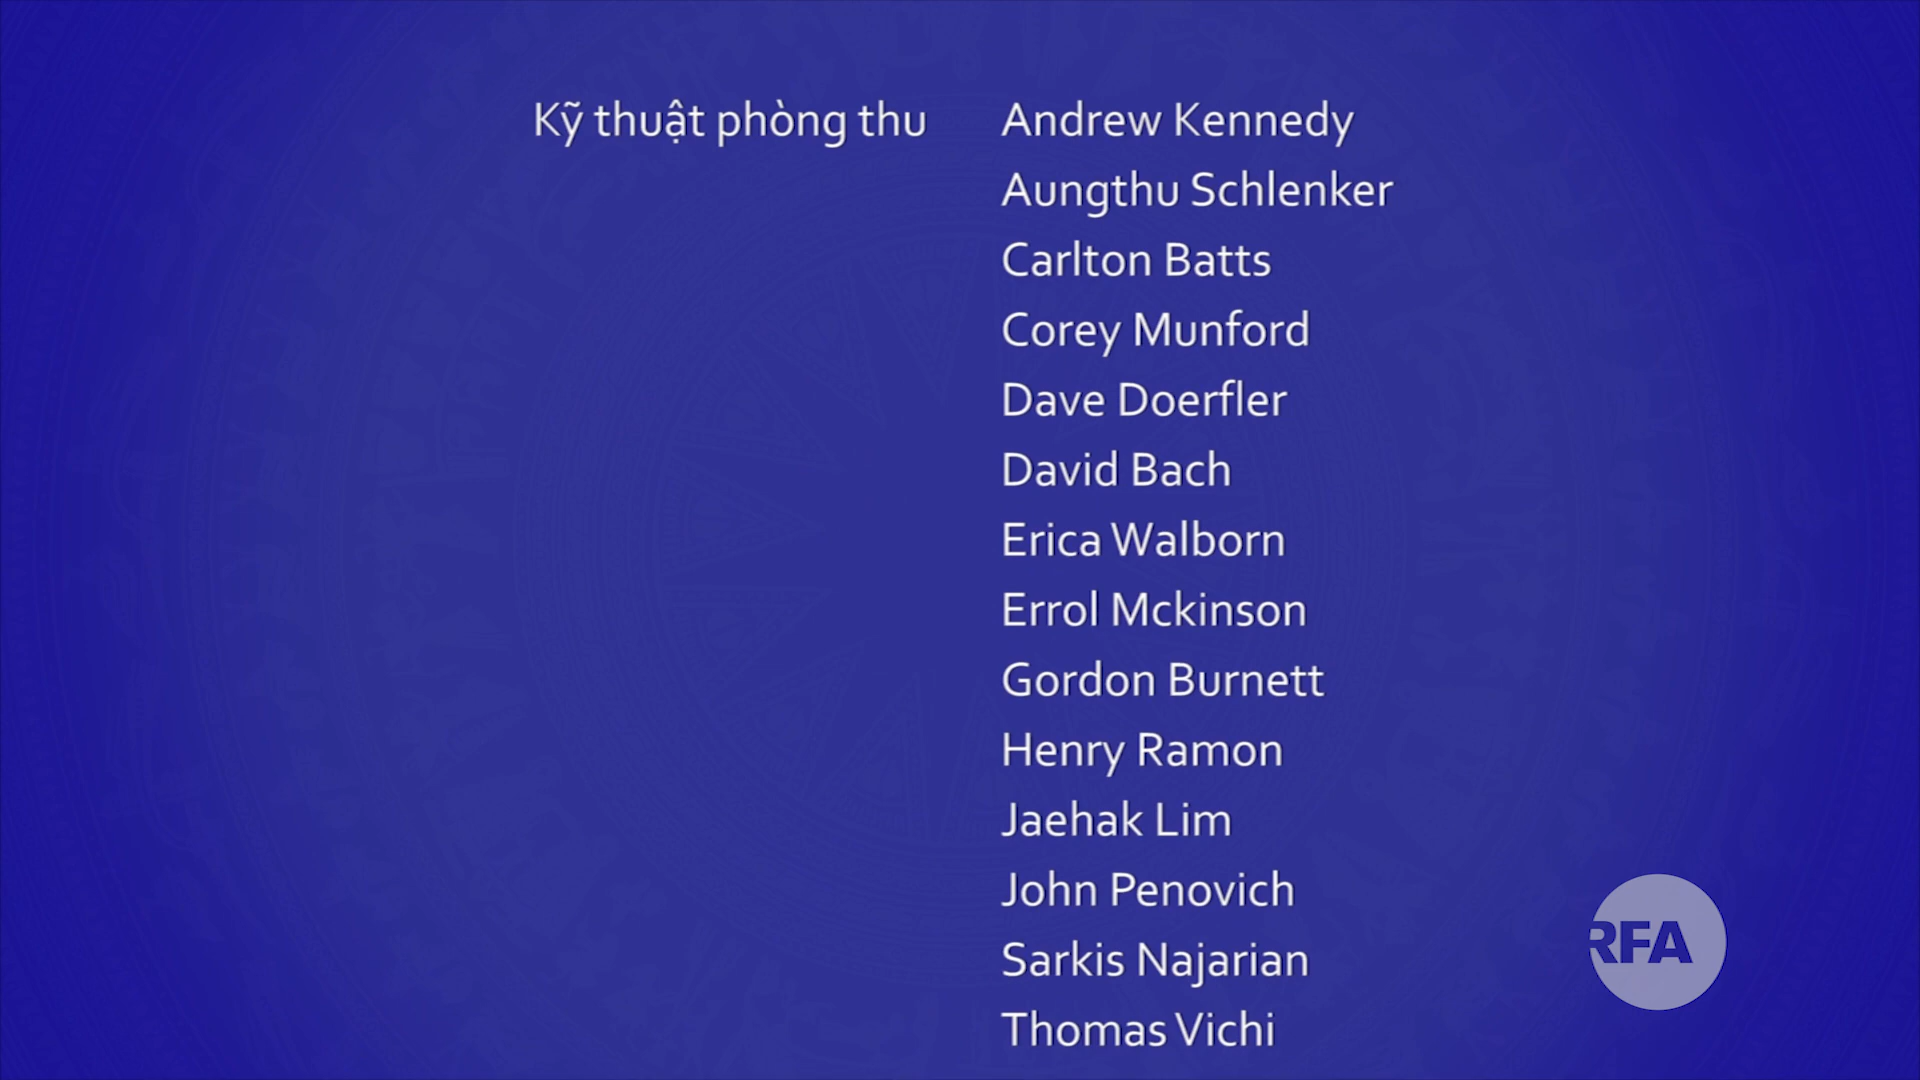 Kỹ thuật phòng thu Andrew Kennedy
Aungthu Schlenker
Carlton Batts
Corey Munford
Dave Doerfler
David Bach
Erica Walborn
Errol Mckinson
Gordon Burnett
Henry Ramon
Jaehak Lim
John Penovich
Sarkis Najarian
Thomas Vichi
RFA